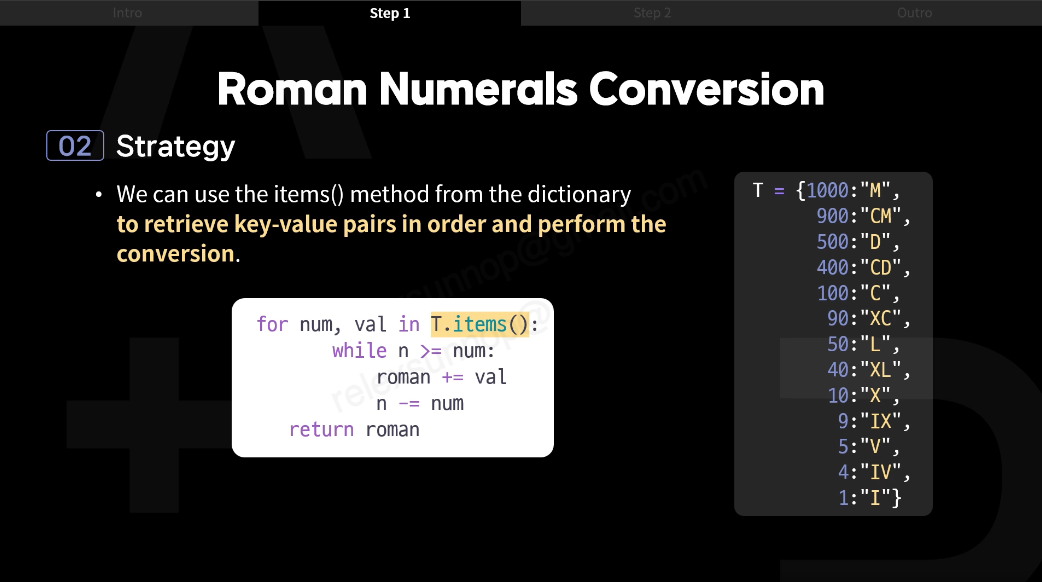 Intro
Step 1
Step 2
Outro
Roman Numerals Conversion
02 Strategy
• We can use the items() method from the dictionary
to retrieve key-value pairs in order and perform the
conversion.
for num, val in T.items():
while n >= num:
roman += val
n -= num
return roman
T = {1000:"M",
900:"CM",
500:"D",
400:"CD",
100:"C",
90:"XC",
50:"L",
40:"XL",
10:"X",
9:"IX",
5:"V",
4:"IV",
1:"I"}